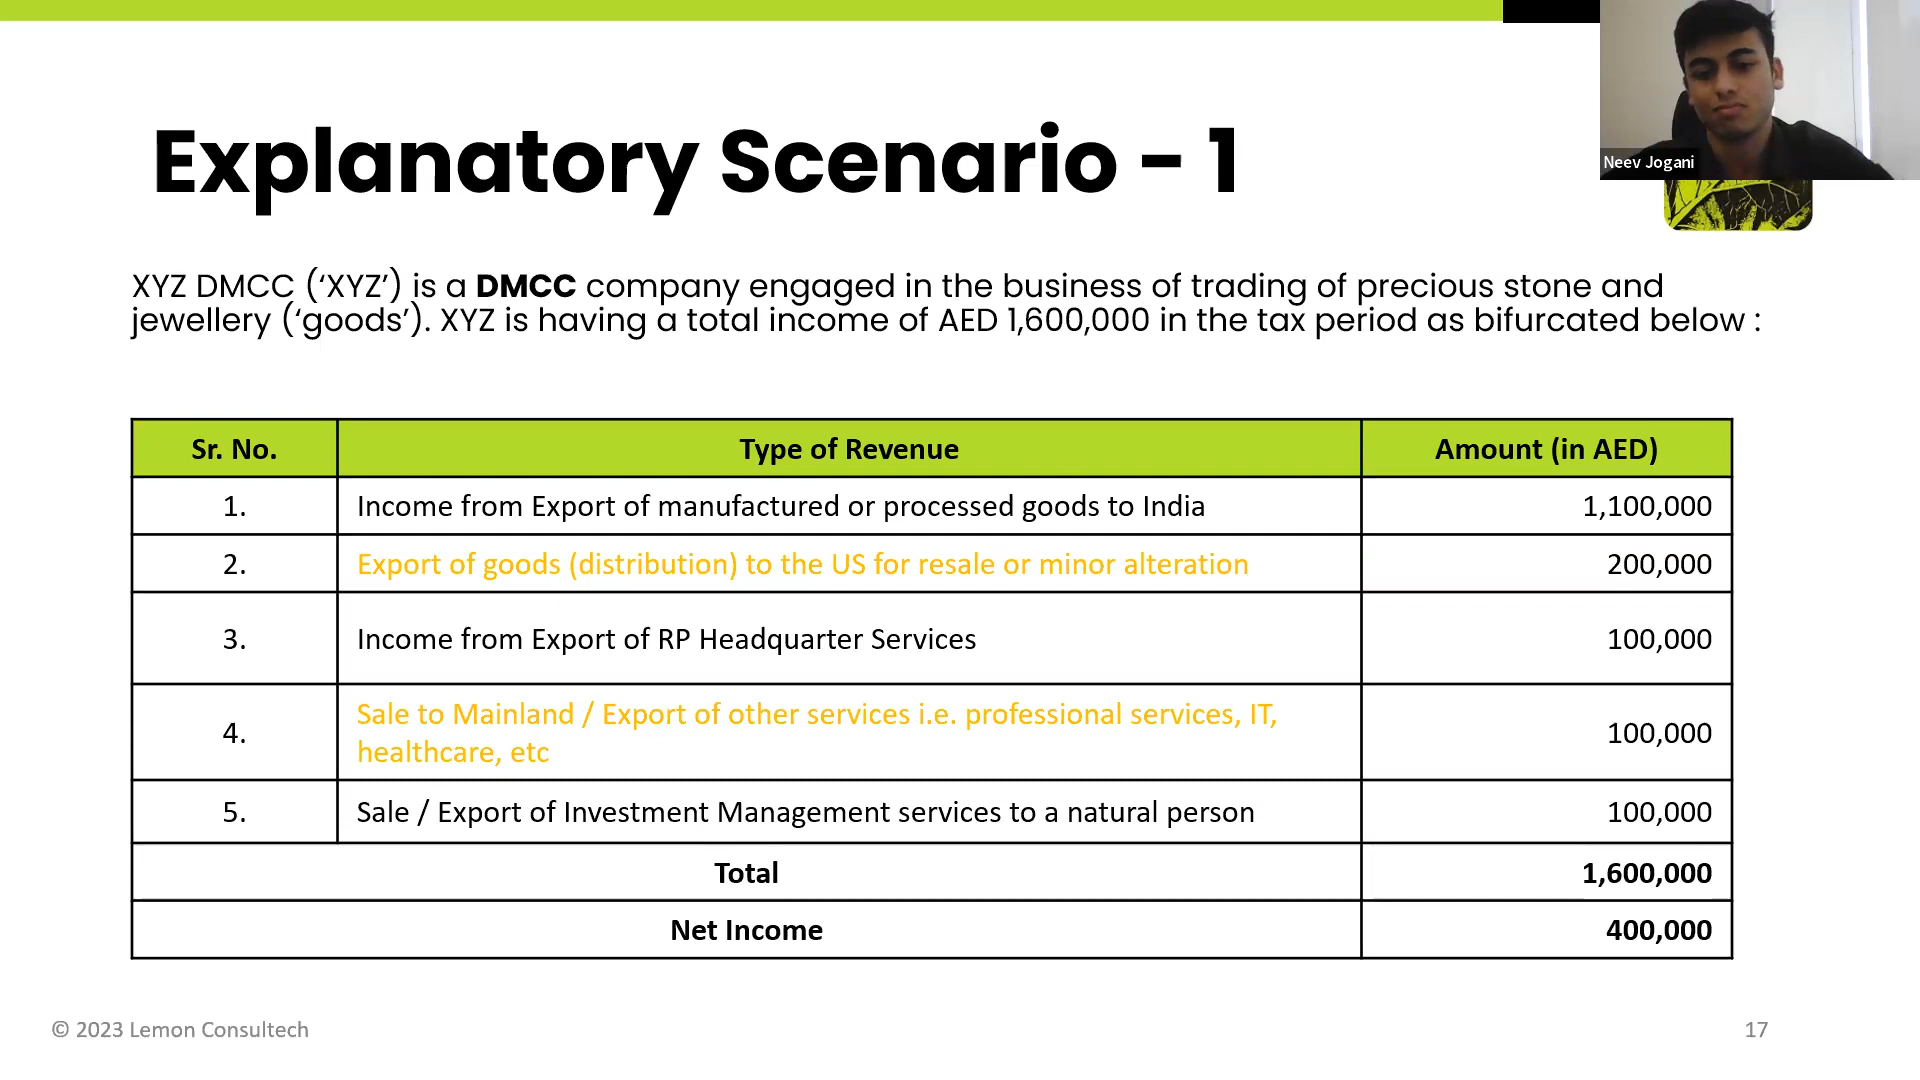 Explanatory Scenario - 1
Neev Jogani
XYZ DMCC (‘XYZ’) is a DMCC company engaged in the business of trading of precious stone and
jewellery (‘goods’). XYZ is having a total income of AED 1,600,000 in the tax period as bifurcated below :
Sr. No. Type of Revenue Amount (in AED)
1. Income from Export of manufactured or processed goods to India 1,100,000
2. Export of goods (distribution) to the US for resale or minor alteration 200,000
3. Income from Export of RP Headquarter Services 100,000
4. Sale to Mainland / Export of other services i.e. professional services, IT,
healthcare, etc 100,000
5. Sale / Export of Investment Management services to a natural person 100,000
Total 1,600,000
Net Income 400,000
© 2023 Lemon Consultech 17